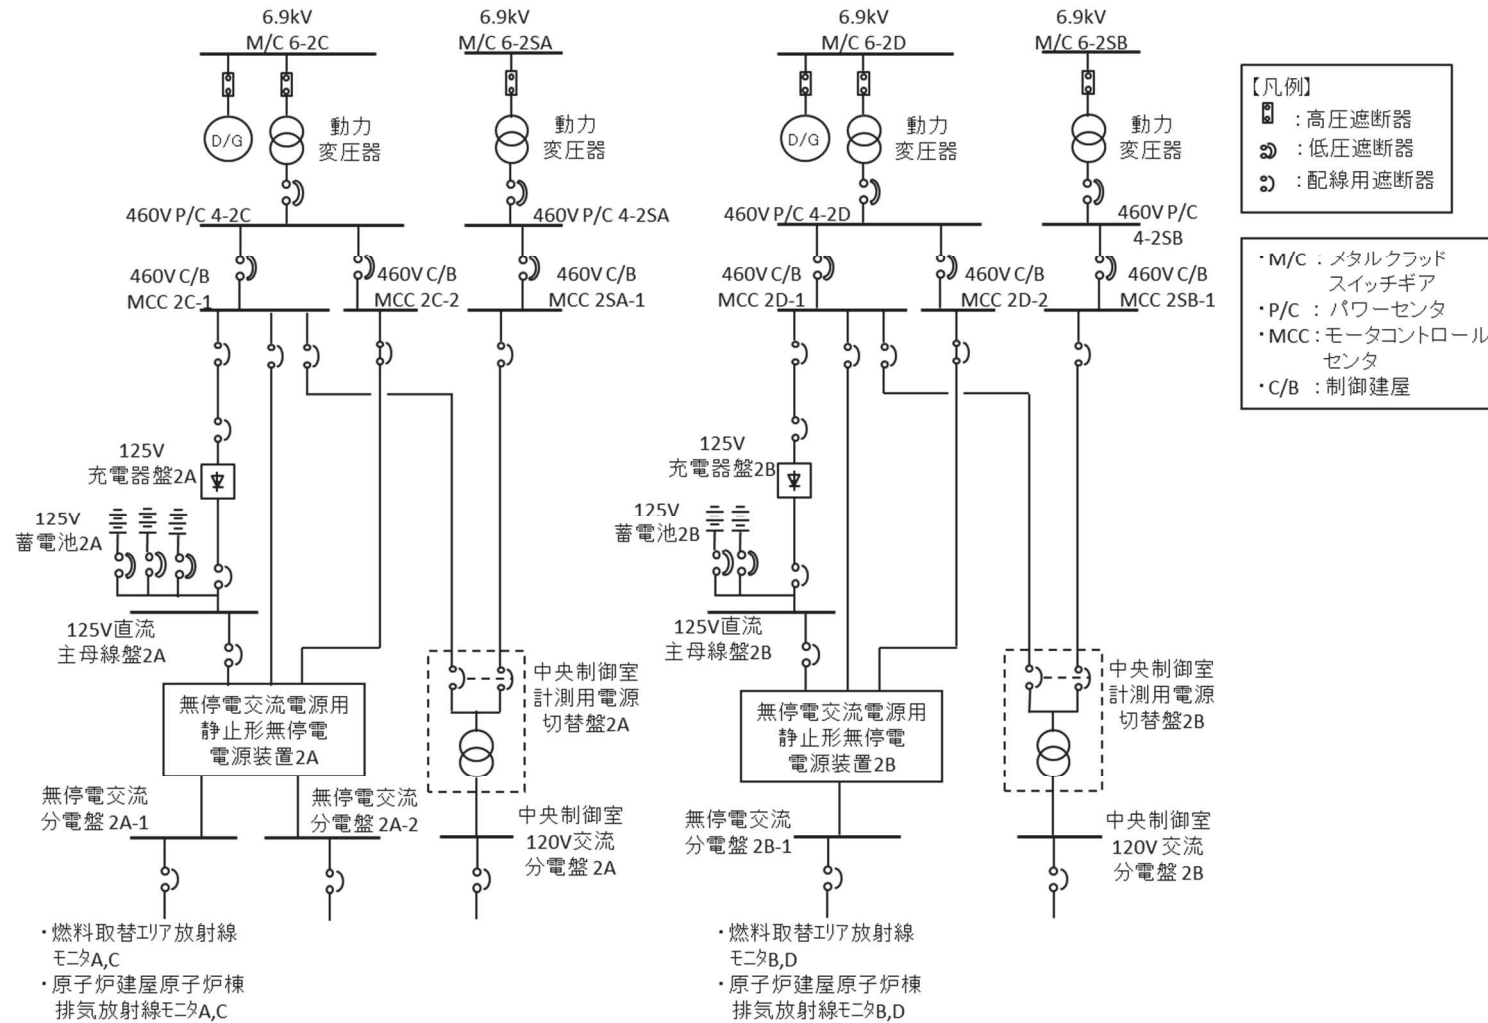 6.9kV
M/C 6-2C
6.9kV
M/C 6-2SA
6.9kV
M/C 6-2D
6.9kV
M/C 6-2SB
D/G
動力
変圧器
動力
変圧器
D/G
動力
変圧器
動力
変圧器
【凡例】
：高圧遮断器
：低圧遮断器
：配線用遮断器
460V P/C 4-2C
460V P/C 4-2SA
460V P/C 4-2D
460V P/C
4-2SB
460V C/B
MCC 2C-1
460V C/B
MCC 2C-2
460V C/B
MCC 2SA-1
460V C/B
MCC 2D-1
460V C/B
MCC 2D-2
460V C/B
MCC 2SB-1
・M/C ：メタルクラッド
スイッチギア
・P/C ：パワーセンタ
・MCC：モータコントロール
センタ
・C/B ：制御建屋
125V
充電器盤2A
125V
蓄電池2A
125V直流
主母線盤2A
無停電交流電源用
静止形無停電
電源装置2A
中央制御室
計測用電源
切替盤2A
無停電交流
分電盤 2A-1
無停電交流
分電盤 2A-2
中央制御室
120V交流
分電盤 2A
・燃料取替エリア放射線
モニタA,C
・原子炉建屋原子炉棟
排気放射線モニタA,C
125V
充電器盤2B
125V
蓄電池2B
125V直流
主母線盤2B
無停電交流電源用
静止形無停電
電源装置2B
中央制御室
計測用電源
切替盤2B
無停電交流
分電盤 2B-1
中央制御室
120V 交流
分電盤 2B
・燃料取替エリア放射線
モニタB,D
・原子炉建屋原子炉棟
排気放射線モニタB,D